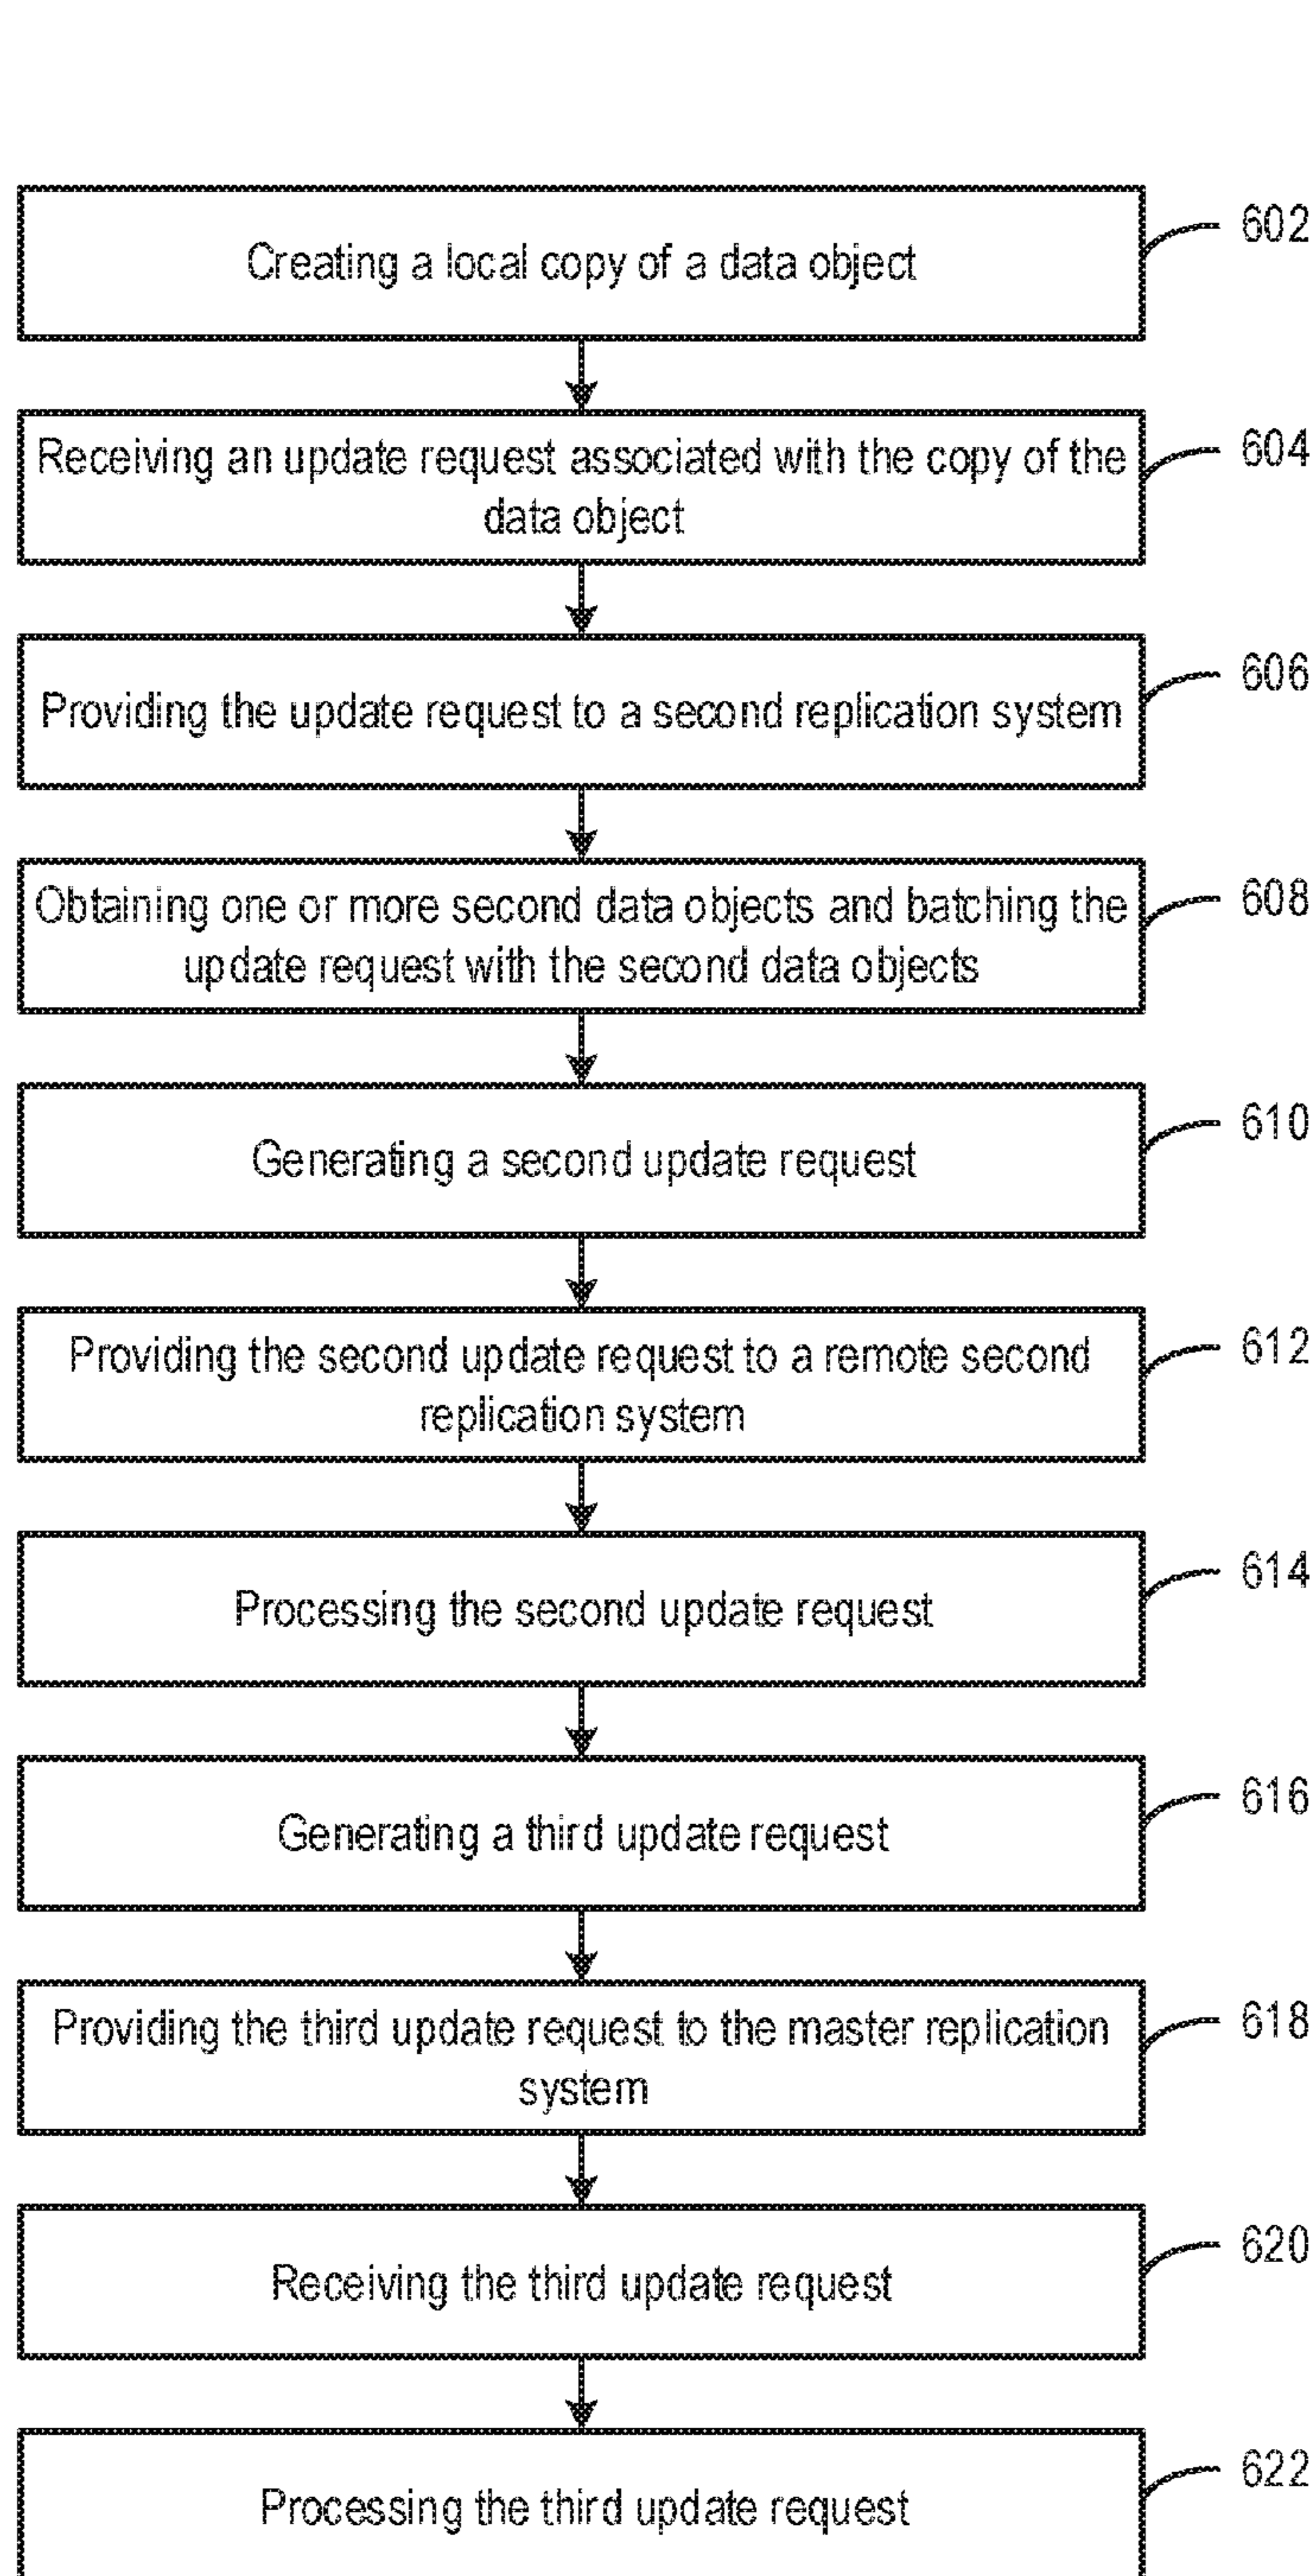 Creating a local copy of a data object
602
Receiving an update request associated with the copy of the
data object
604
Providing the update request to a second replication system
606
Obtaining one or more second data objects and batching the
update request with the second data objects
608
Generating a second update request
610
Providing the second update request to a remote second
replication system
612
Processing the second update request
614
Generating a third update request
616
Providing the third update request to the master replication
system
618
Receiving the third update request
620
Processing the third update request
622